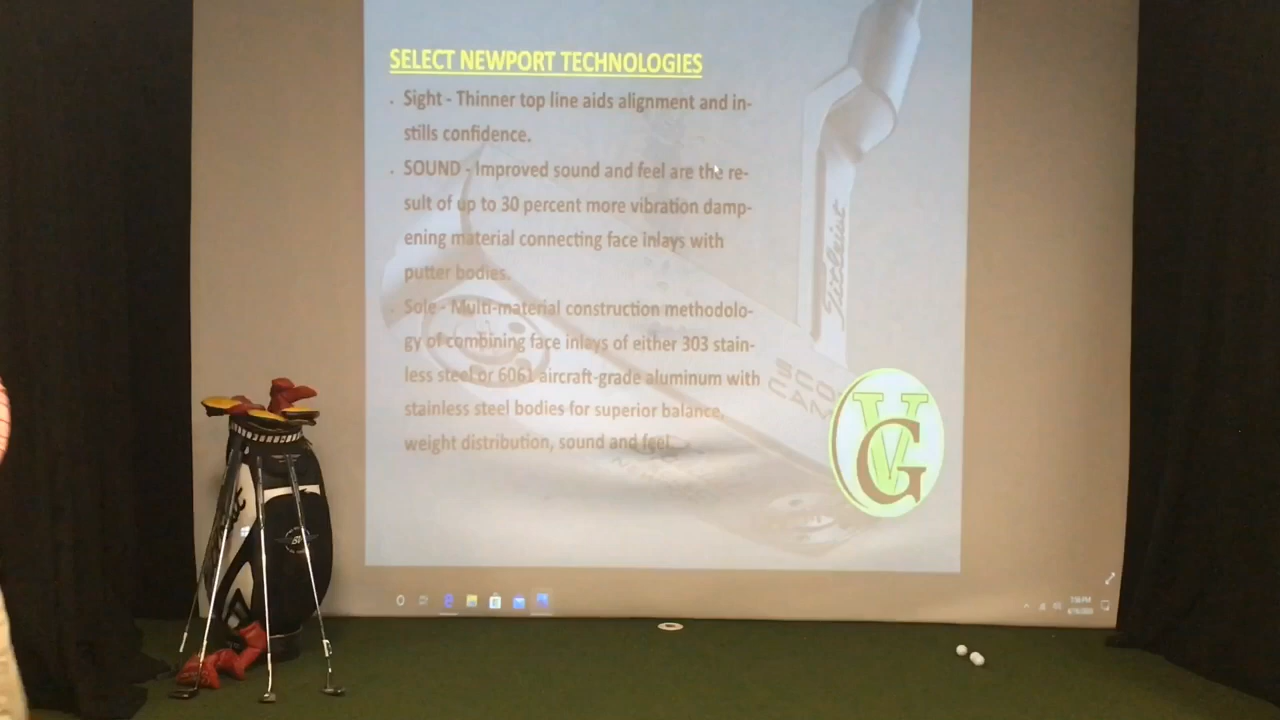 SELECT NEWPORT TECHNOLOGIES
. Sight - Thinner top line aids alignment and in-
stills confidence.
. SOUND - Improved sound and feel are the re-
sult of up to 30 percent more vibration damp-
ening material connecting face inlays with
putter bodies.
. Sole - Multi-material construction methodolo-
gy of combining face inlays of either 303 stain-
less steel or 6061 aircraft-grade aluminum with
stainless steel bodies for superior balance,
weight distribution, sound and feel.
Titleist
SCO
CAM
VG